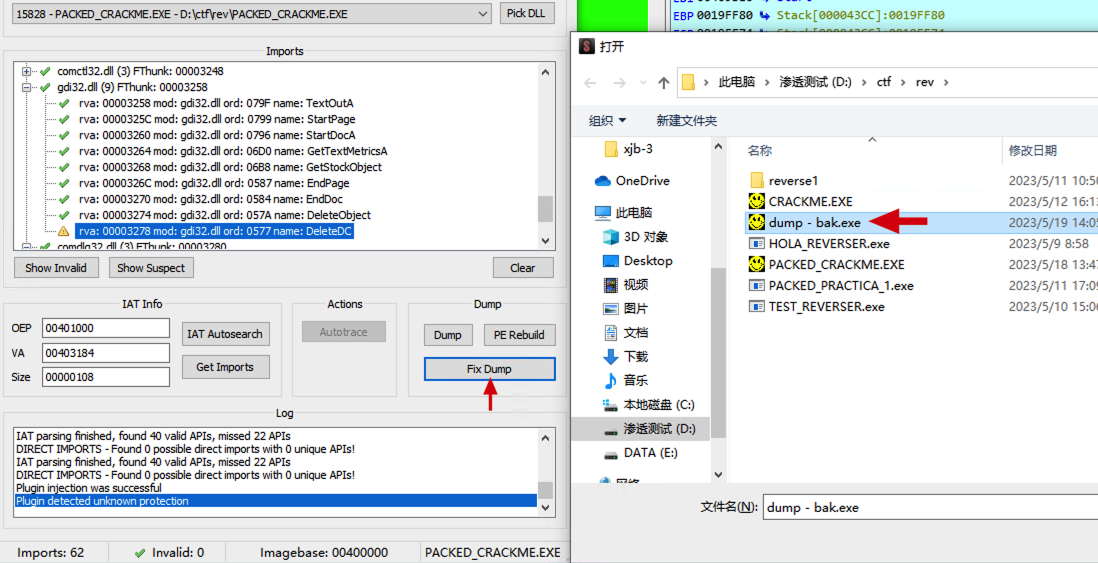 15828 - PACKED_CRACKME.EXE - D:\ctf\rev\PACKED_CRACKME.EXE
Pick DLL
Imports
comctl32.dll (3) FThunk: 00003248
gdi32.dll (9) FThunk: 00003258
rva: 00003258 mod: gdi32.dll ord: 079F name: TextOutA
rva: 0000325C mod: gdi32.dll ord: 0799 name: StartPage
rva: 00003260 mod: gdi32.dll ord: 0796 name: StartDocA
rva: 00003264 mod: gdi32.dll ord: 06D0 name: GetTextMetricsA
rva: 00003268 mod: gdi32.dll ord: 06B8 name: GetStockObject
rva: 0000326C mod: gdi32.dll ord: 0587 name: EndPage
rva: 00003270 mod: gdi32.dll ord: 0584 name: EndDoc
rva: 00003274 mod: gdi32.dll ord: 057A name: DeleteObject
rva: 00003278 mod: gdi32.dll ord: 0577 name: DeleteDC
comdlg32.dll (3) FThunk: 00003280
Show Invalid
Show Suspect
Clear
IAT Info
OEP 00401000
VA 00403184
Size 00000108
IAT Autosearch
Get Imports
Actions
Autotrace
Dump
Dump
PE Rebuild
Fix Dump
Log
IAT parsing finished, found 40 valid APIs, missed 22 APIs
DIRECT IMPORTS - Found 0 possible direct imports with 0 unique APIs!
IAT parsing finished, found 40 valid APIs, missed 22 APIs
DIRECT IMPORTS - Found 0 possible direct imports with 0 unique APIs!
Plugin injection was successful
Plugin detected unknown protection
Imports: 62
Invalid: 0
Imagebase: 00400000
PACKED_CRACKME.EXE
EBP 0019FF80 Stack[000043CC]:0019FF80
打开
此电脑 > 渗透测试 (D:) > ctf > rev >
组织
新建文件夹
xjb-3
OneDrive
此电脑
3D 对象
Desktop
视频
图片
文档
下载
音乐
本地磁盘 (C:)
渗透测试 (D:)
DATA (E:)
网络
名称
修改日期
reverse1 2023/5/11 10:50
CRACKME.EXE 2023/5/12 16:13
dump - bak.exe 2023/5/19 14:05
HOLA_REVERSER.exe 2023/5/9 8:58
PACKED_CRACKME.EXE 2023/5/18 13:47
PACKED_PRACTICA_1.exe 2023/5/11 17:09
TEST_REVERSER.exe 2023/5/10 15:06
文件名(N): dump - bak.exe